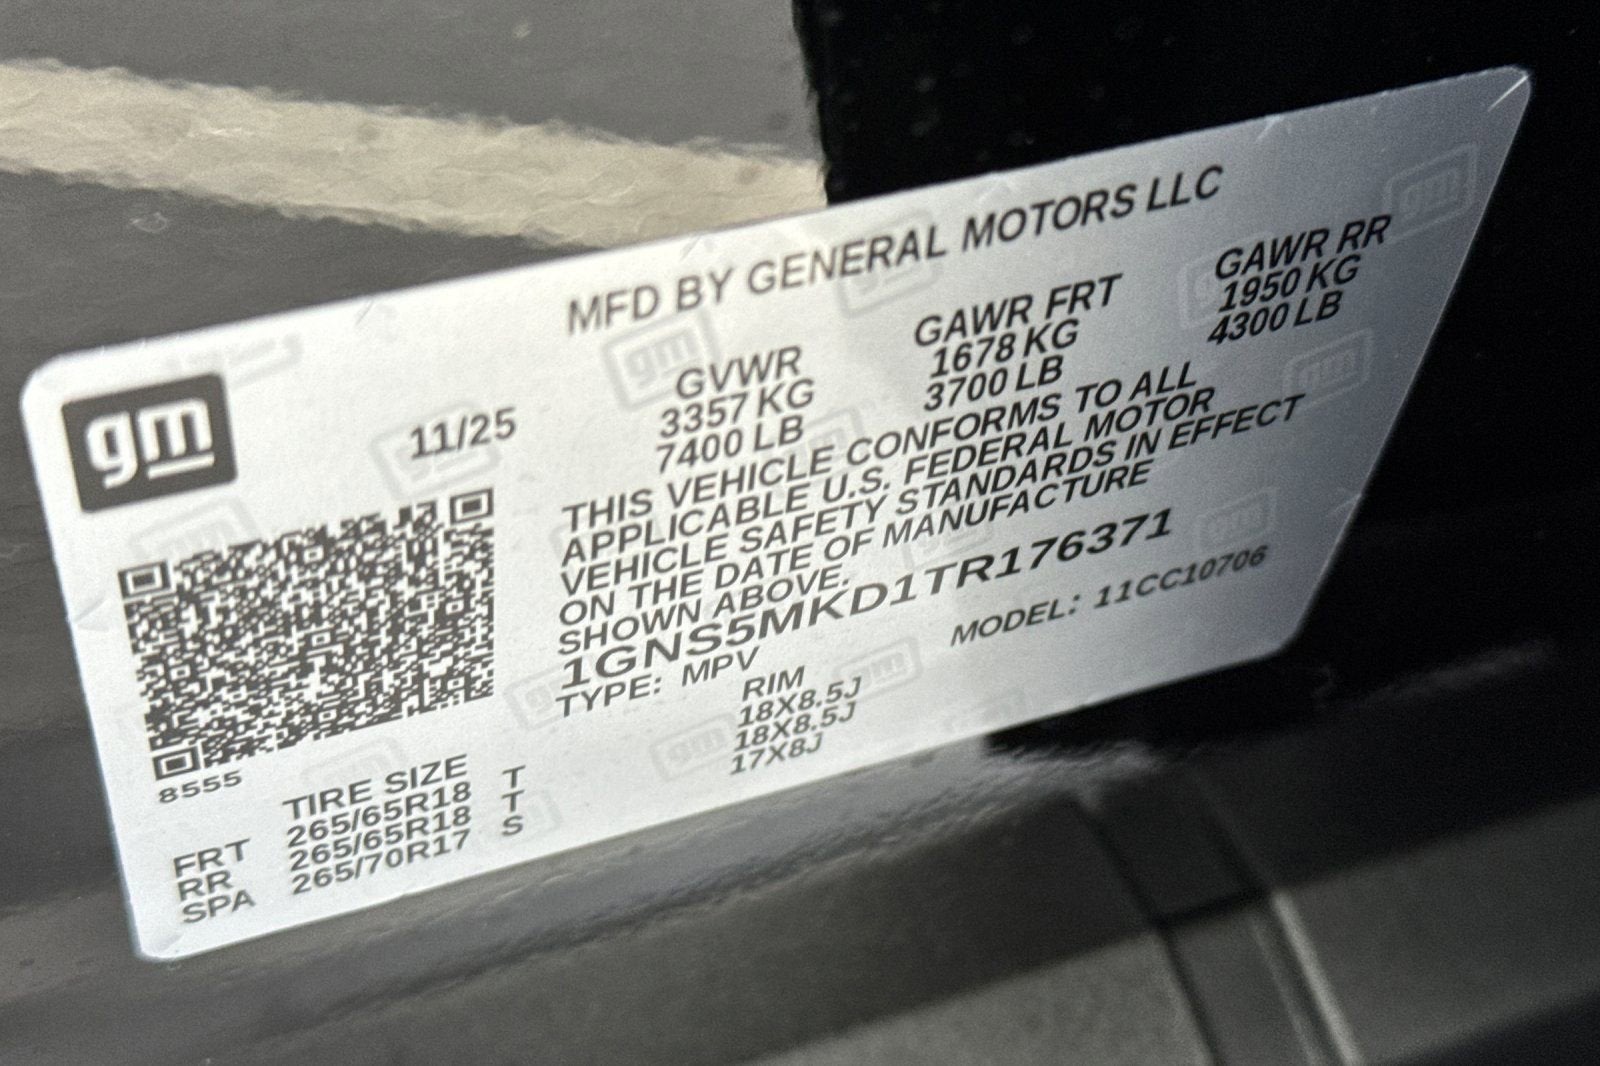 MFD BY GENERAL MOTORS LLC
gm
11/25
GVWR GAWR FRT GAWR RR
3357 KG 1678 KG 1950 KG
7400 LB 3700 LB 4300 LB
THIS VEHICLE CONFORMS TO ALL
APPLICABLE U.S. FEDERAL MOTOR
VEHICLE SAFETY STANDARDS IN EFFECT
ON THE DATE OF MANUFACTURE
SHOWN ABOVE.
1GNS5MKD1TR176371
TYPE: MPV MODEL: 11CC10706
8555
TIRE SIZE RIM
FRT 265/65R18 T 18X8.5J
RR 265/65R18 T 18X8.5J
SPA 265/70R17 S 17X8J